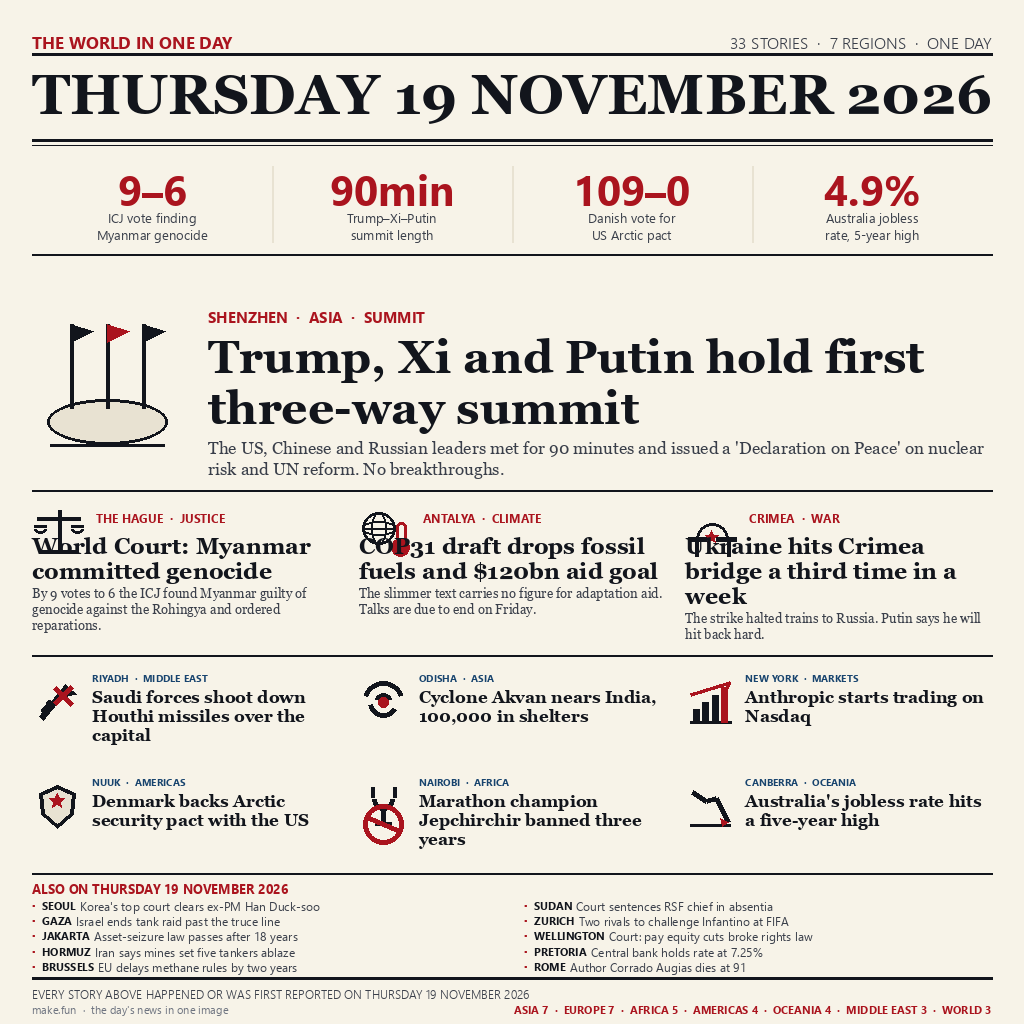 THE WORLD IN ONE DAY
33 STORIES · 7 REGIONS · ONE DAY
THURSDAY 19 NOVEMBER 2026
9–6
ICJ vote finding
Myanmar genocide
90min
Trump–Xi–Putin
summit length
109–0
Danish vote for
US Arctic pact
4.9%
Australia jobless
rate, 5-year high
SHENZHEN · ASIA · SUMMIT
Trump, Xi and Putin hold first
three-way summit
The US, Chinese and Russian leaders met for 90 minutes and issued a 'Declaration on Peace' on nuclear
risk and UN reform. No breakthroughs.
THE HAGUE · JUSTICE
World Court: Myanmar
committed genocide
By 9 votes to 6 the ICJ found Myanmar guilty of
genocide against the Rohingya and ordered
reparations.
ANTALYA · CLIMATE
COP31 draft drops fossil
fuels and $120bn aid goal
The slimmer text carries no figure for adaptation aid.
Talks are due to end on Friday.
CRIMEA · WAR
Ukraine hits Crimea
bridge a third time in a
week
The strike halted trains to Russia. Putin says he will
hit back hard.
RIYADH · MIDDLE EAST
Saudi forces shoot down
Houthi missiles over the
capital
ODISHA · ASIA
Cyclone Akvan nears India,
100,000 in shelters
NEW YORK · MARKETS
Anthropic starts trading on
Nasdaq
NUUK · AMERICAS
Denmark backs Arctic
security pact with the US
NAIROBI · AFRICA
Marathon champion
Jepchirchir banned three
years
CANBERRA · OCEANIA
Australia's jobless rate hits
a five-year high
ALSO ON THURSDAY 19 NOVEMBER 2026
· SEOUL Korea's top court clears ex-PM Han Duck-soo
· GAZA Israel ends tank raid past the truce line
· JAKARTA Asset-seizure law passes after 18 years
· HORMUZ Iran says mines set five tankers ablaze
· BRUSSELS EU delays methane rules by two years
· SUDAN Court sentences RSF chief in absentia
· ZURICH Two rivals to challenge Infantino at FIFA
· WELLINGTON Court: pay equity cuts broke rights law
· PRETORIA Central bank holds rate at 7.25%
· ROME Author Corrado Augias dies at 91
EVERY STORY ABOVE HAPPENED OR WAS FIRST REPORTED ON THURSDAY 19 NOVEMBER 2026
make.fun · the day's news in one image
ASIA 7 · EUROPE 7 · AFRICA 5 · AMERICAS 4 · OCEANIA 4 · MIDDLE EAST 3 · WORLD 3